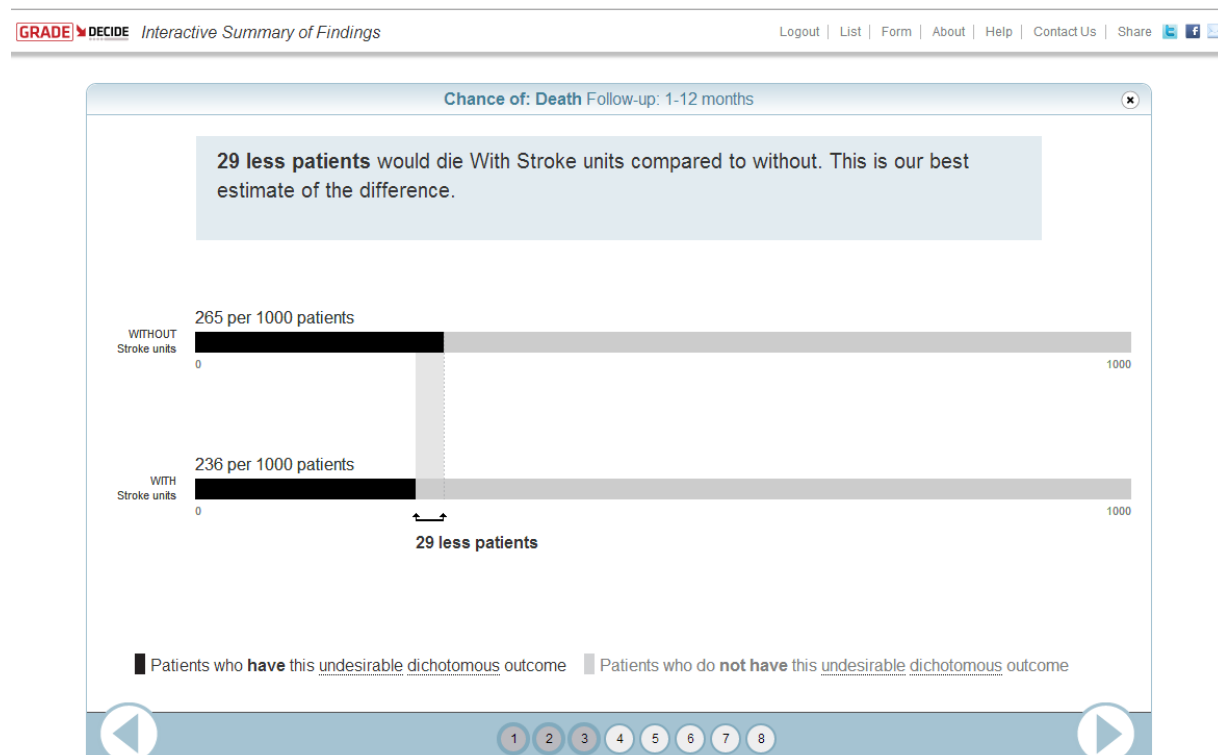 GRADE DECIDE Interactive Summary of Findings
Logout | List | Form | About | Help | Contact Us | Share
Chance of: Death Follow-up: 1-12 months
29 less patients would die With Stroke units compared to without. This is our best
estimate of the difference.
265 per 1000 patients
WITHOUT
Stroke units
0 1000
236 per 1000 patients
WITH
Stroke units
0 1000
29 less patients
Patients who have this undesirable dichotomous outcome
Patients who do not have this undesirable dichotomous outcome
1 2 3 4 5 6 7 8